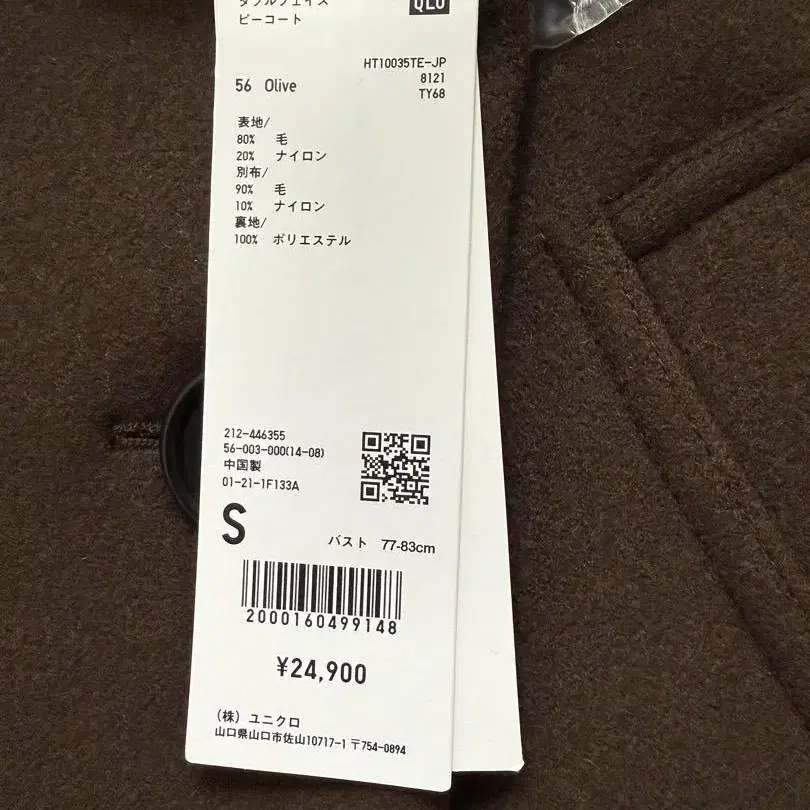 ダブルフェイス
QLO
ピーコート
HT10035TE-JP
8121
56 Olive
TY68
表地/
80% 毛
20% ナイロン
別布/
90% 毛
10% ナイロン
裏地/
100% ポリエステル
212-446355
56-003-000(14-08)
中国製
01-21-1F133A
S
バスト 77-83cm
2000160499148
¥24,900
(株) ユニクロ
山口県山口市佐山10717-1 〒754-0894